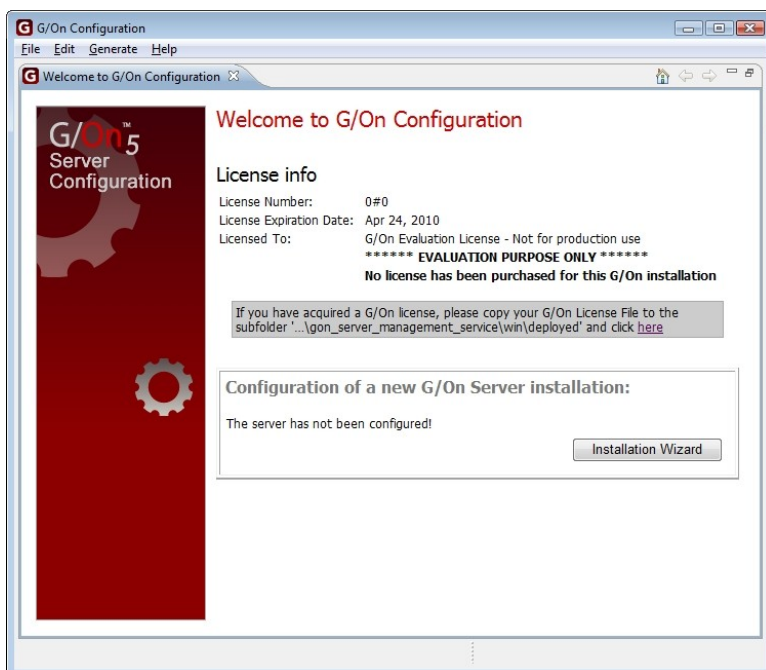 G/On Configuration
File Edit Generate Help
Welcome to G/On Configuration
G/On™5
Server
Configuration
Welcome to G/On Configuration
License info
License Number: 0#0
License Expiration Date: Apr 24, 2010
Licensed To: G/On Evaluation License - Not for production use
****** EVALUATION PURPOSE ONLY ******
No license has been purchased for this G/On installation
If you have acquired a G/On license, please copy your G/On License File to the
subfolder '...\gon_server_management_service\win\deployed' and click here
Configuration of a new G/On Server installation:
The server has not been configured!
Installation Wizard